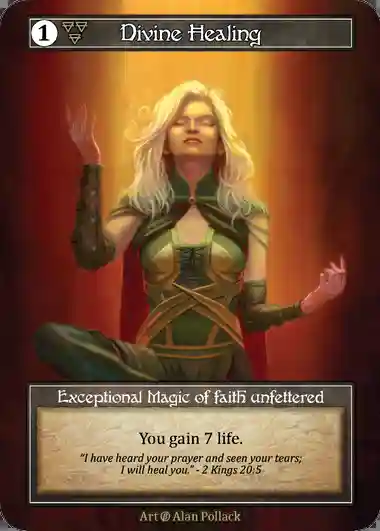 1 Divine Healing
Exceptional Magic of faith unfettered
You gain 7 life.
“I have heard your prayer and seen your tears;
I will heal you.” - 2 Kings 20:5
Art @ Alan Pollack